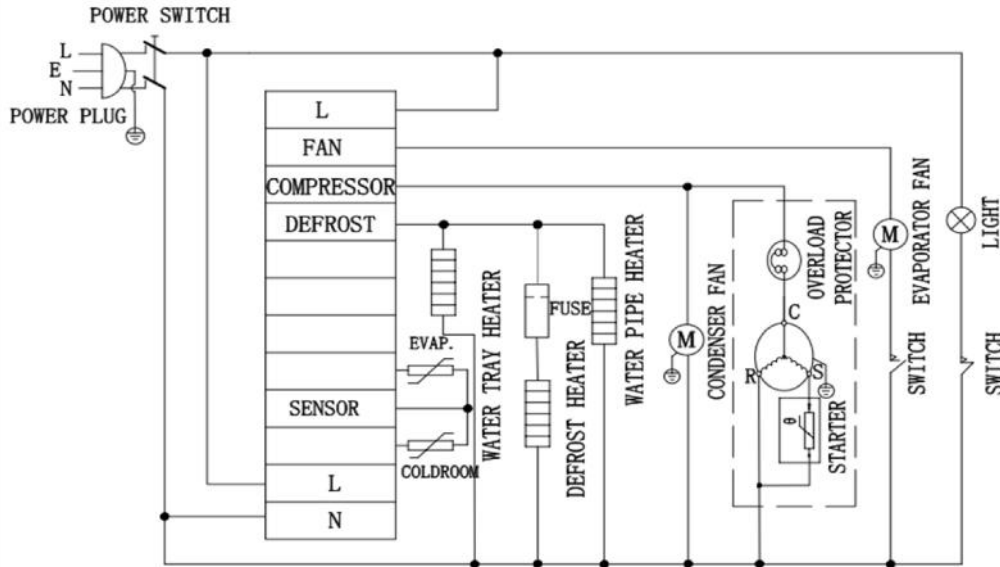 POWER SWITCH
L
E
N
POWER PLUG
L
FAN
COMPRESSOR
DEFROST
SENSOR
L
N
EVAP.
COLDROOM
WATER TRAY HEATER
FUSE
DEFROST HEATER
WATER PIPE HEATER
M
CONDENSER FAN
OVERLOAD
PROTECTOR
C
R
S
θ
STARTER
M
EVAPORATOR FAN
SWITCH
LIGHT
SWITCH